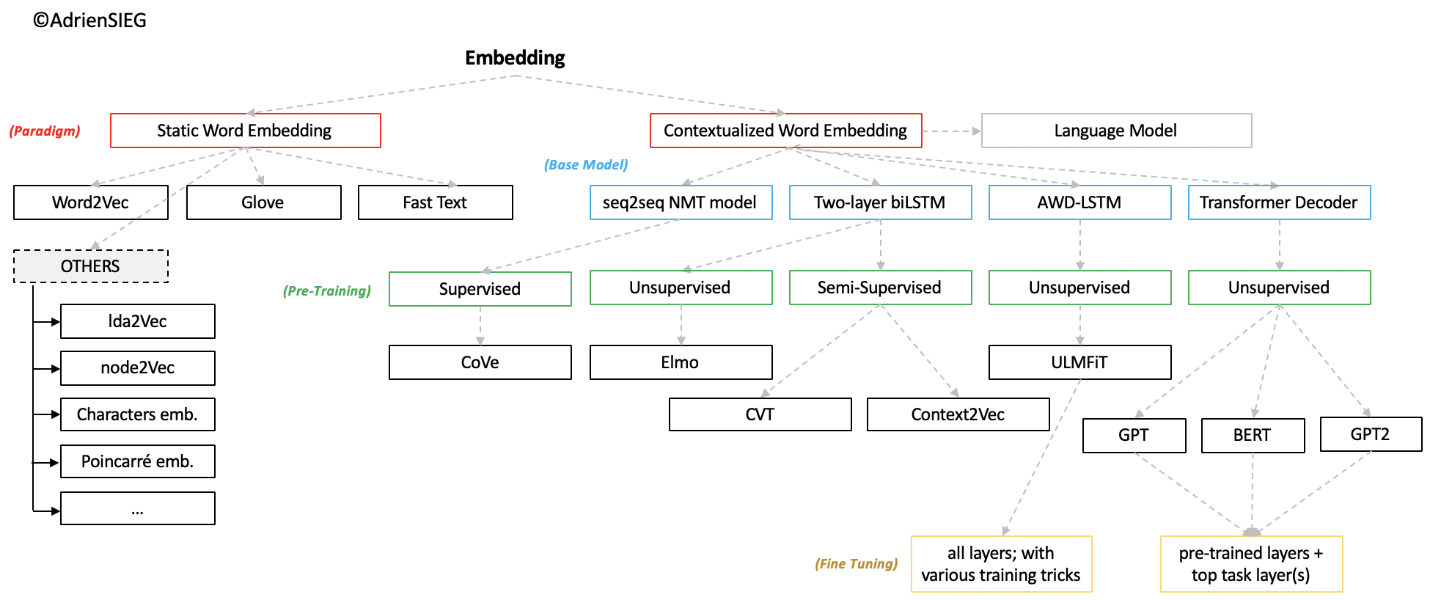 ©AdrienSIEG
Embedding
(Paradigm)
Static Word Embedding
Contextualized Word Embedding
Language Model
(Base Model)
Word2Vec
Glove
Fast Text
seq2seq NMT model
Two-layer biLSTM
AWD-LSTM
Transformer Decoder
OTHERS
(Pre-Training)
Supervised
Unsupervised
Semi-Supervised
Unsupervised
Unsupervised
lda2Vec
node2Vec
Characters emb.
Poincarré emb.
...
CoVe
Elmo
ULMFiT
CVT
Context2Vec
GPT
BERT
GPT2
(Fine Tuning)
all layers; with
various training tricks
pre-trained layers +
top task layer(s)